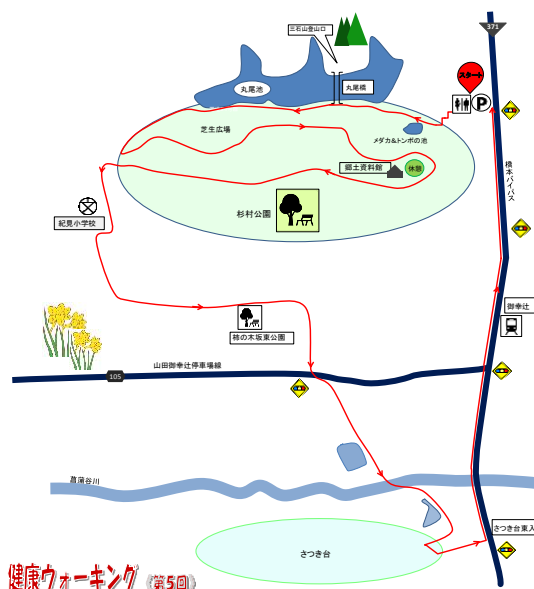 371
三石山登山口
スタート
丸尾池
丸尾橋
P
芝生広場
メダカ&トンボの池
橋本バイパス
郷土資料館
休憩
杉村公園
紀見小学校
御幸辻
柿の木坂東公園
山田御幸辻停車場線
105
菖蒲谷川
さつき台東入
さつき台
健康ウォーキング (第5回)